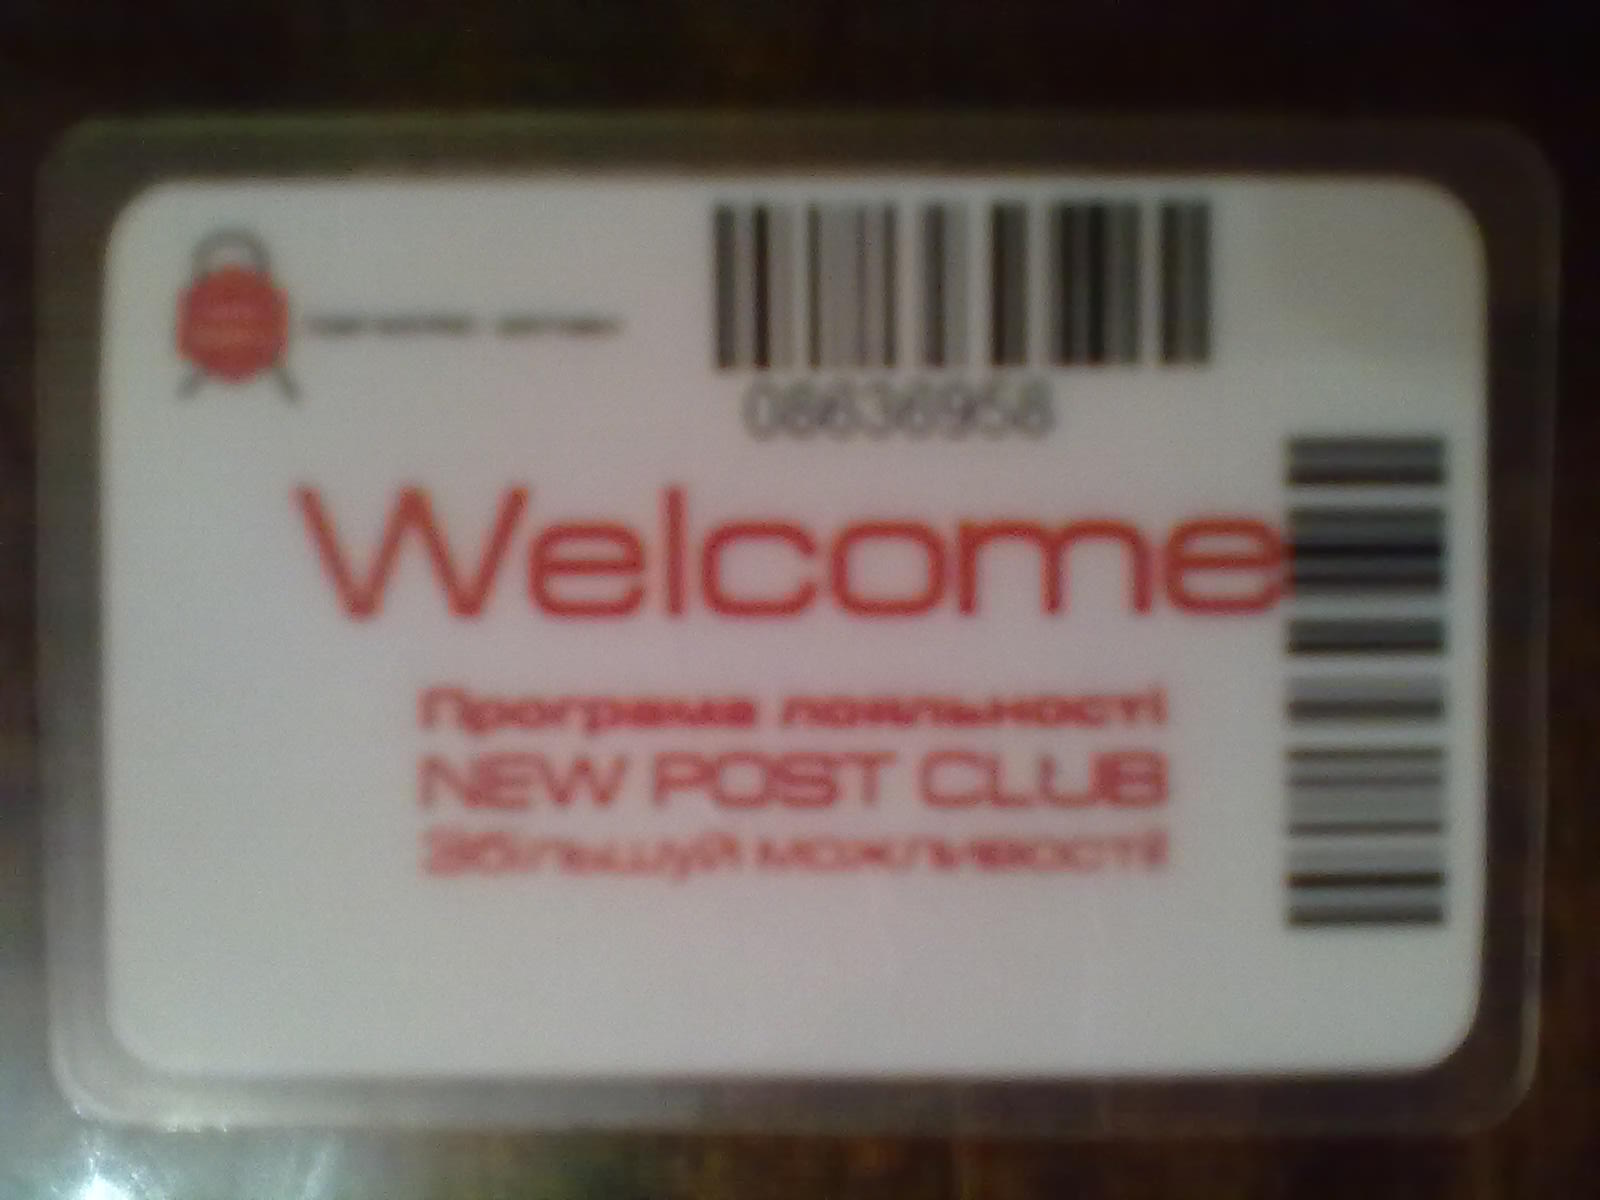 08636958
Welcome
Програма лояльності
NEW POST CLUB
Збільшуй можливості